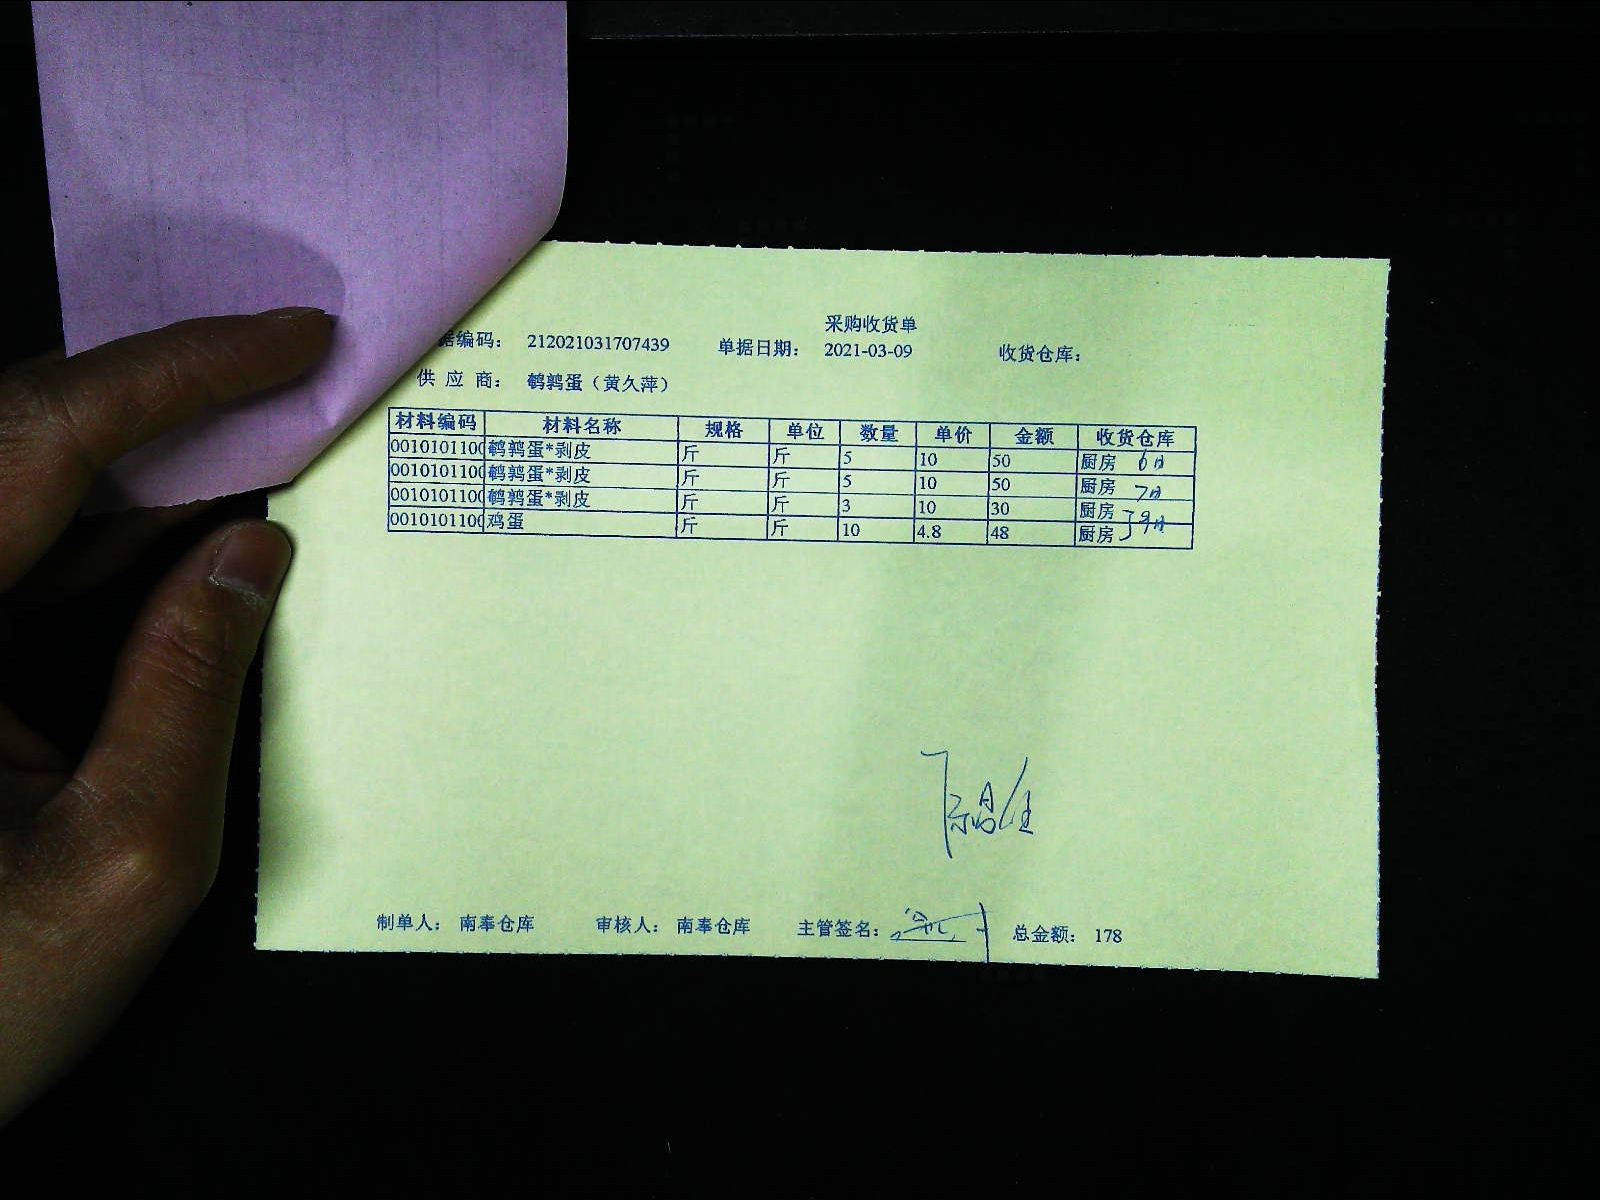 采购收货单
据编码： 212021031707439 单据日期： 2021-03-09 收货仓库：
供 应 商： 鹌鹑蛋（黄久萍）
材料编码 材料名称 规格 单位 数量 单价 金额 收货仓库
0010101100 鹌鹑蛋*剥皮 斤 斤 5 10 50 厨房 6日
0010101100 鹌鹑蛋*剥皮 斤 斤 5 10 50 厨房 7日
0010101100 鹌鹑蛋*剥皮 斤 斤 3 10 30 厨房 9日
0010101100 鸡蛋 斤 斤 10 4.8 48 厨房
制单人： 南奉仓库 审核人： 南奉仓库 主管签名： 总金额： 178